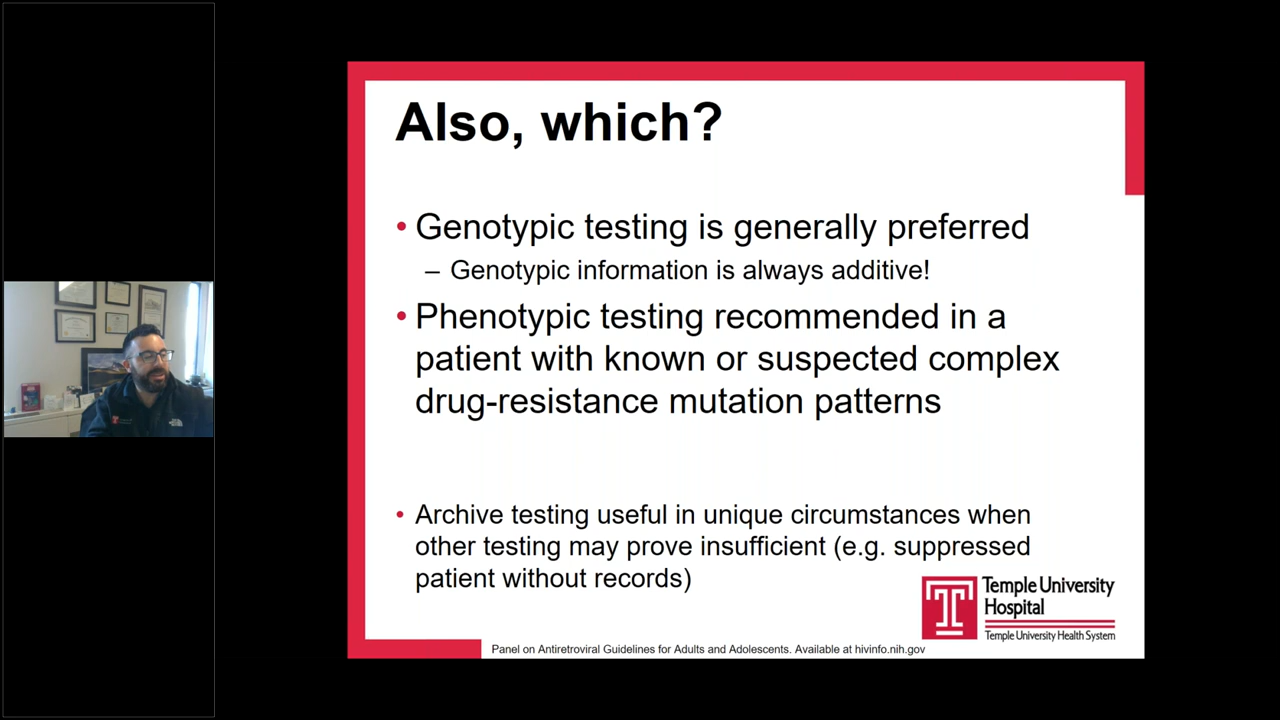 Also, which?
• Genotypic testing is generally preferred
– Genotypic information is always additive!
• Phenotypic testing recommended in a
patient with known or suspected complex
drug-resistance mutation patterns
• Archive testing useful in unique circumstances when
other testing may prove insufficient (e.g. suppressed
patient without records)
Temple University
Hospital
Temple University Health System
Panel on Antiretroviral Guidelines for Adults and Adolescents. Available at hivinfo.nih.gov